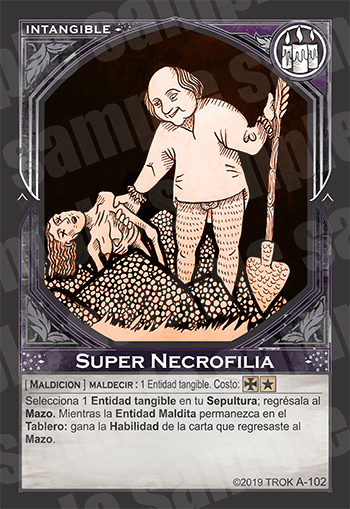 INTANGIBLE
SUPER NECROFILIA
[ MALDICION ] MALDECIR : 1 Entidad tangible. Costo:
Selecciona 1 Entidad tangible en tu Sepultura; regrésala al
Mazo. Mientras la Entidad Maldita permanezca en el
Tablero: gana la Habilidad de la carta que regresaste al
Mazo.
©2019 TROK A-102